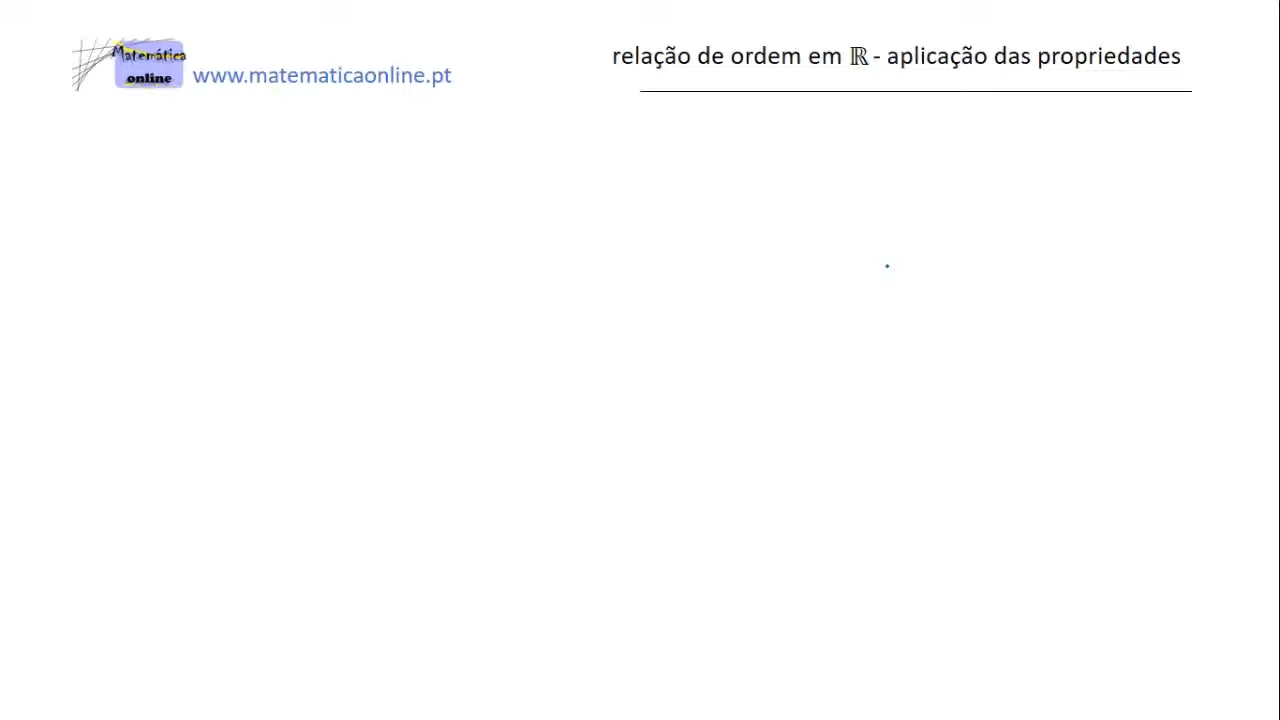 Matemática
online
www.matematicaonline.pt
relação de ordem em ℝ - aplicação das propriedades